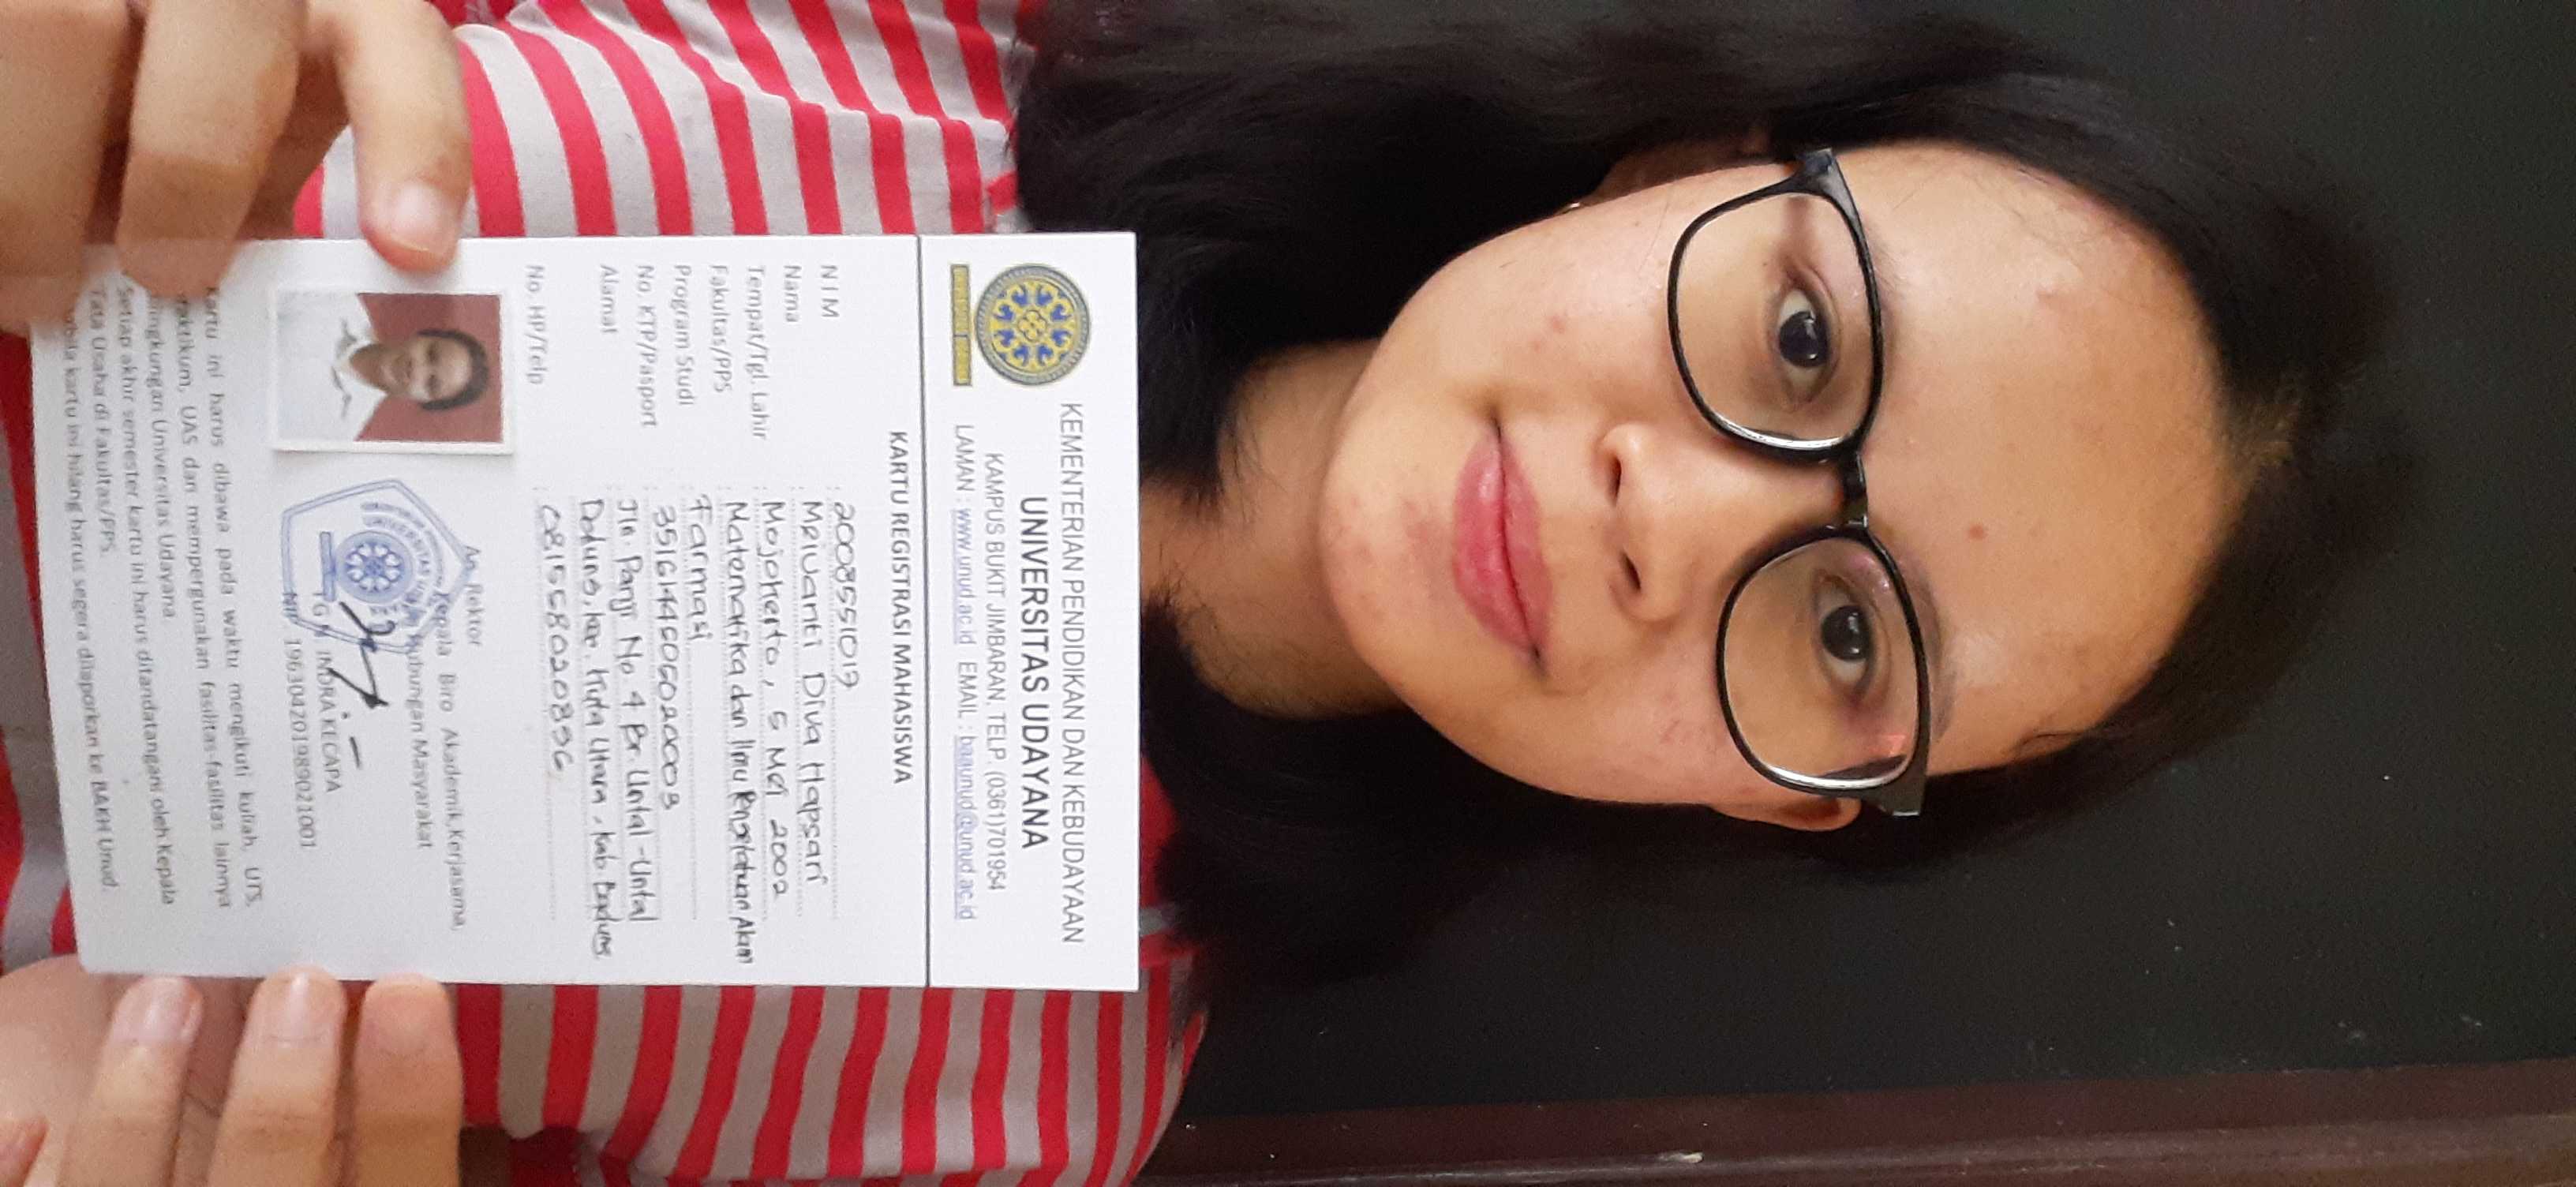 KEMENTERIAN PENDIDIKAN DAN KEBUDAYAAN
UNIVERSITAS UDAYANA
KAMPUS BUKIT JIMBARAN. TELP. (0361)701954
LAMAN : www.unud.ac.id EMAIL : baaunud@unud.ac.id
KARTU REGISTRASI MAHASISWA
N I M : 2008551019
Nama : Meivanti Diva Hapsari
Tempat/Tgl. Lahir : Mojokerto, 5 Mei 2002
Fakultas/PPS : Matematika dan Ilmu Pengetahuan Alam
Program Studi : Farmasi
No. KTP/Pasport : 3516144505020003
Alamat : Jln Panji No 4 Br. Untal-Untal
Dalung, Kec. Kuta Utara, Kab Badung.
No. HP/Telp : 081558020896
An. Rektor
Kepala Biro Akademik,Kerjasama,
Hubungan Masyarakat
INDRA KECAPA
NIP 196304201989021001
Kartu ini harus dibawa pada waktu mengikuti kuliah, UTS,
praktikum, UAS dan mempergunakan fasilitas-fasilitas lainnya
lingkungan Universitas Udayana
Setiap akhir semester kartu ini harus ditandatangani oleh Kepala
Tata Usaha di Fakultas/PPS.
kartu ini hilang harus segera dilaporkan ke BAKH Unud.